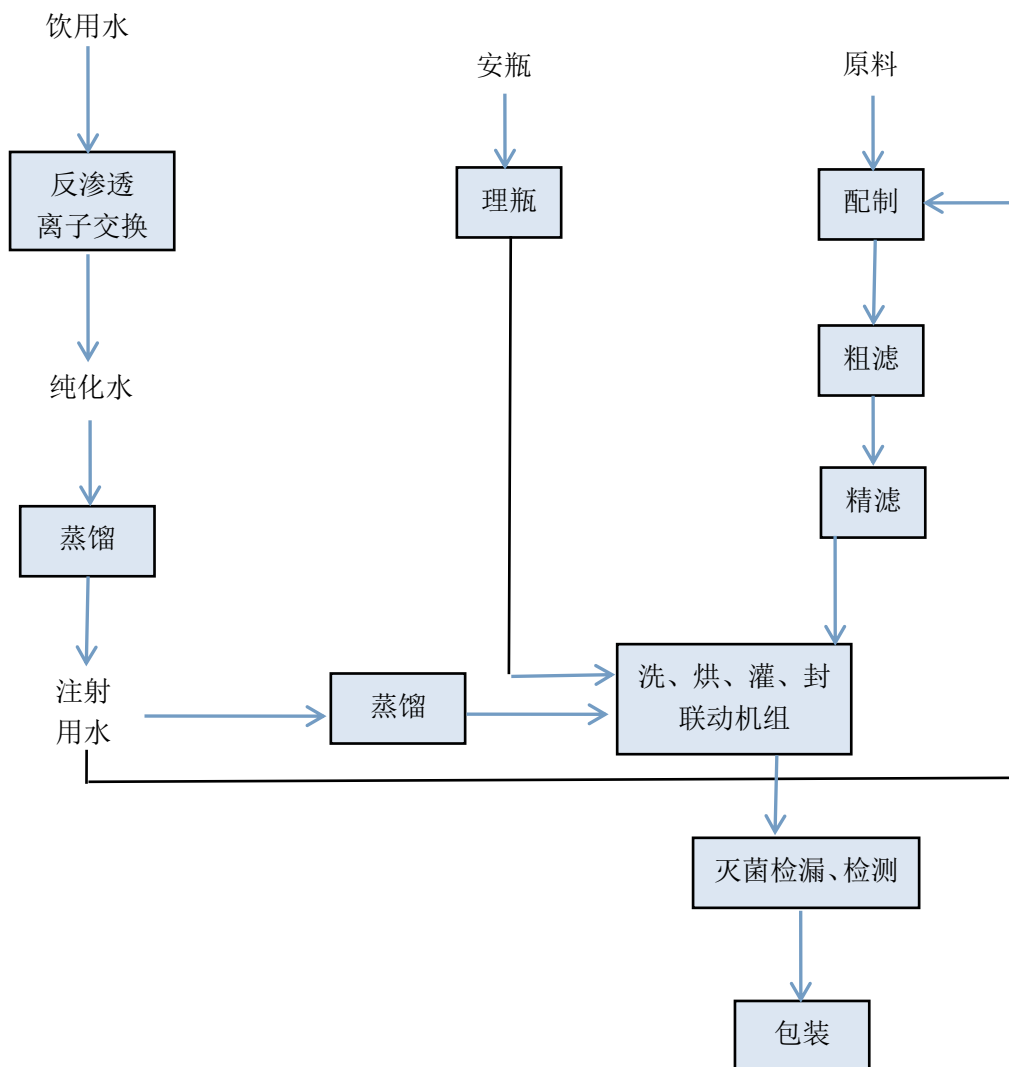 饮用水
安瓶
原料
反渗透
离子交换
理瓶
配制
粗滤
纯化水
精滤
蒸馏
注射
用水
蒸馏
洗、烘、灌、封
联动机组
灭菌检漏、检测
包装